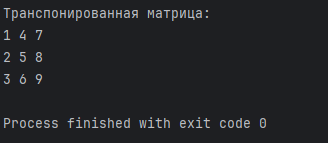 Транспонированная матрица:
1 4 7
2 5 8
3 6 9
Process finished with exit code 0